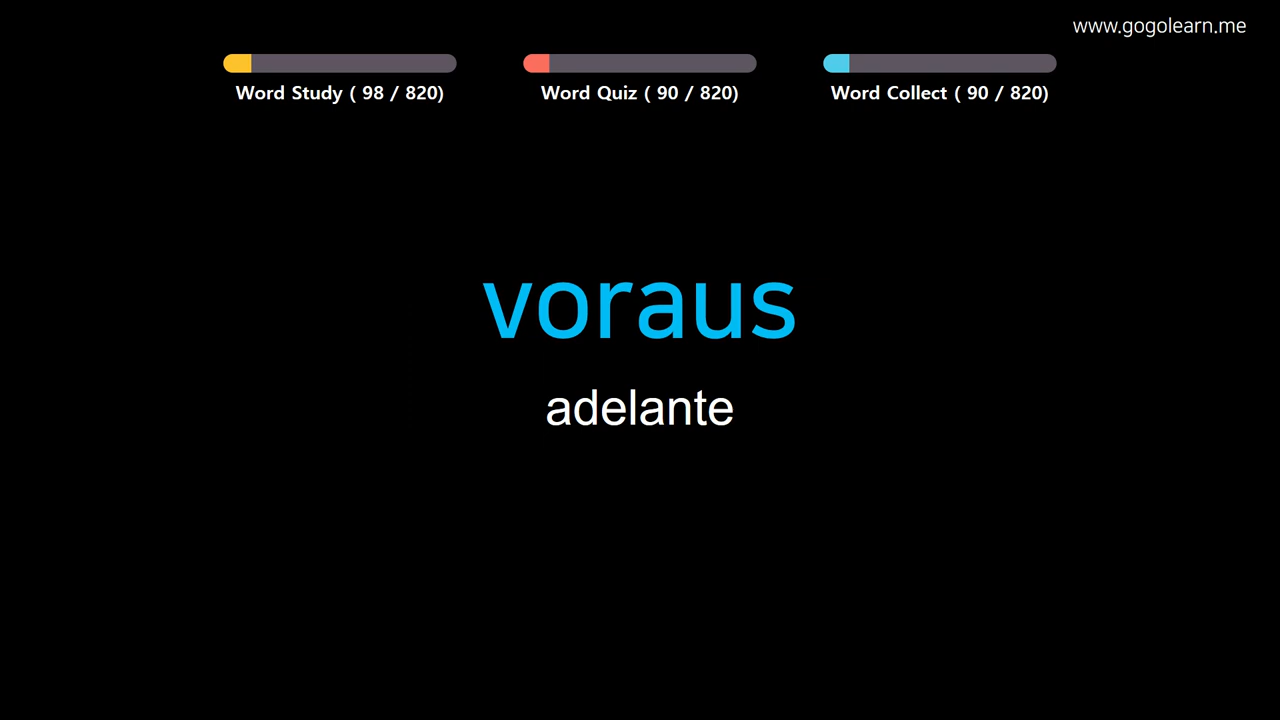 www.gogolearn.me
Word Study ( 98 / 820)
Word Quiz ( 90 / 820)
Word Collect ( 90 / 820)
voraus
adelante